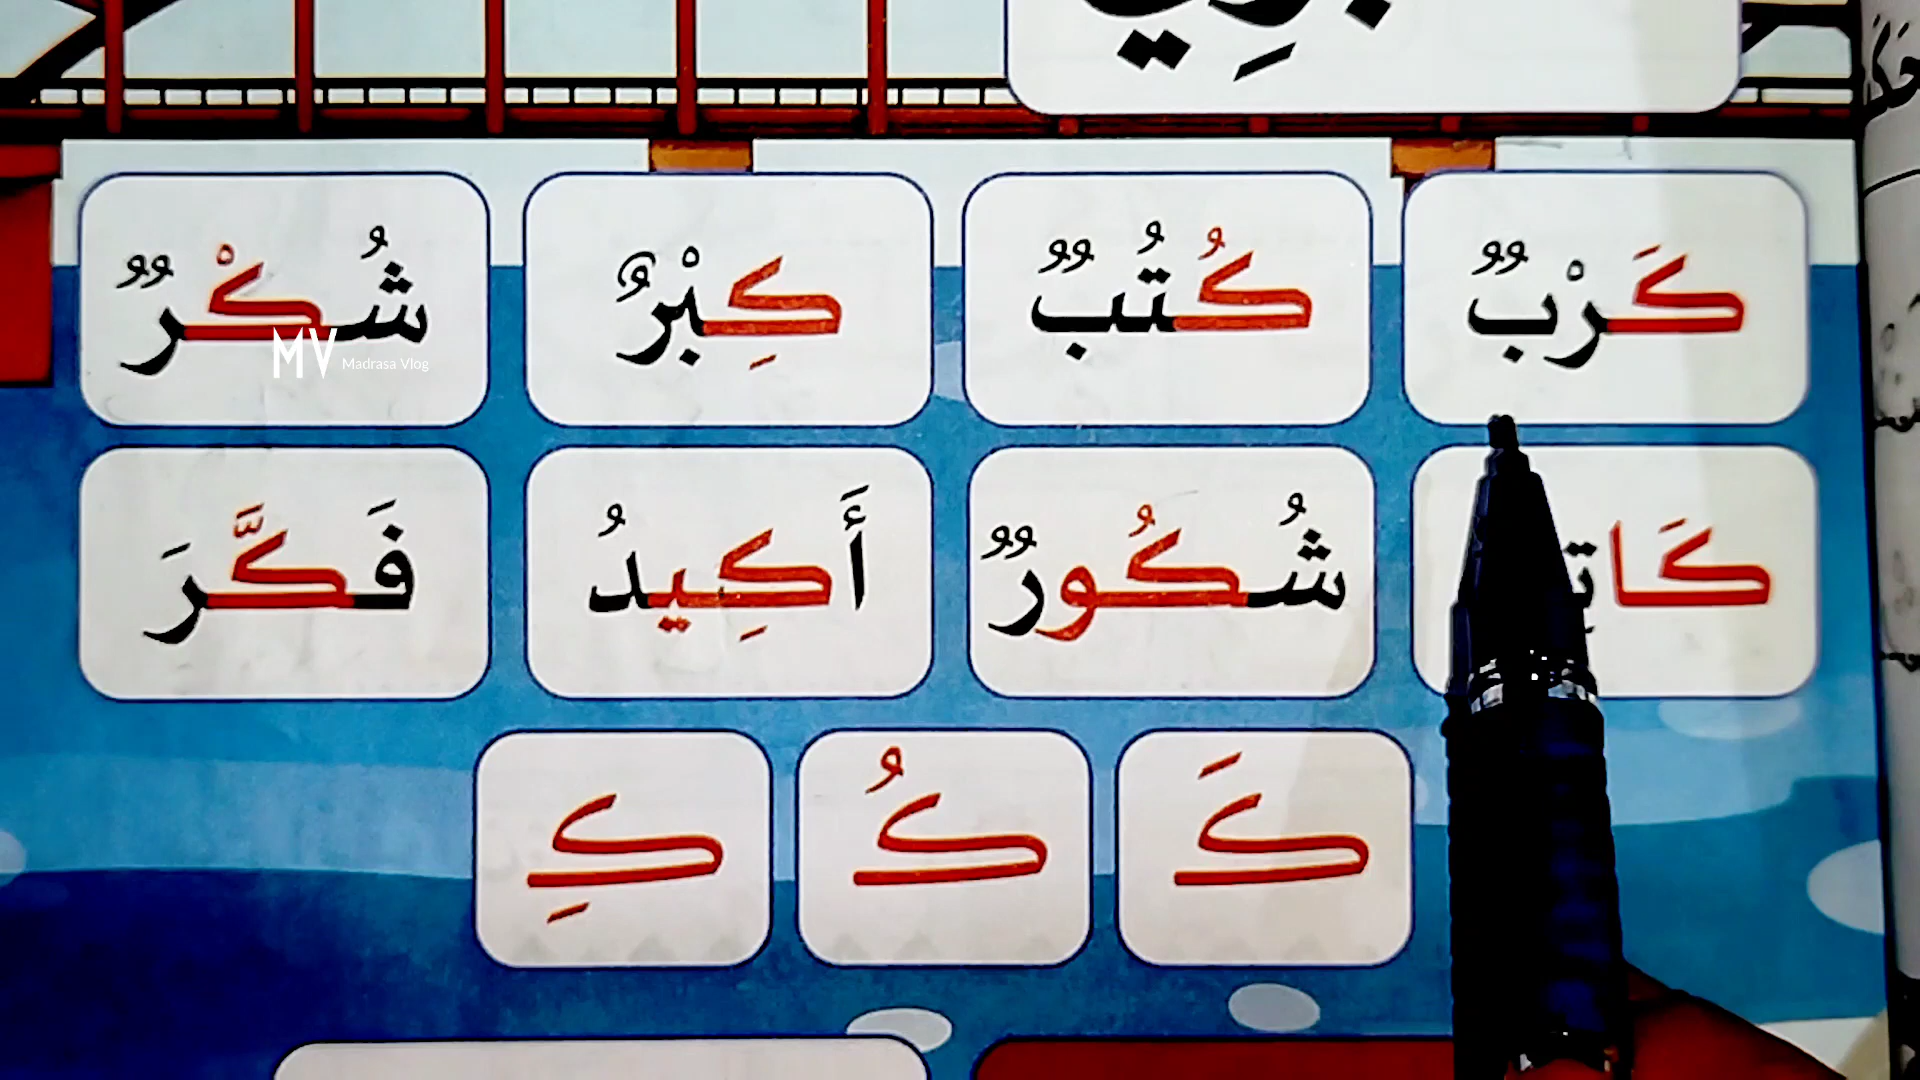 كَرْبٌ كُتُبٌ كِبْرٌ شُكْرٌ
MV Madrasa Vlog
شُكُورٌ أَكِيدُ فَكَّرَ
كَ كُ كِ